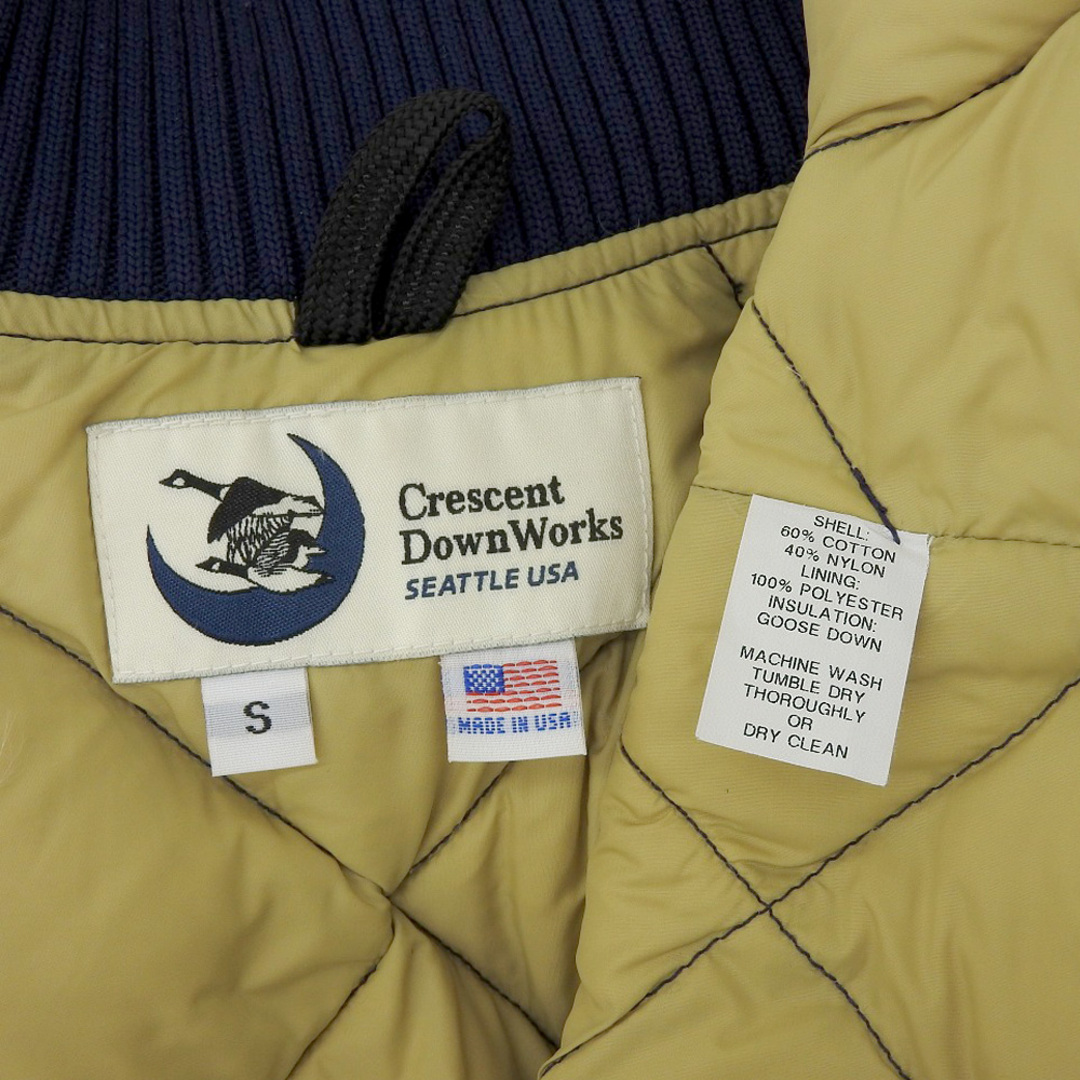 Crescent
DownWorks
SEATTLE USA
S
MADE IN USA
SHELL:
60% COTTON
40% NYLON
LINING:
100% POLYESTER
INSULATION:
GOOSE DOWN
MACHINE WASH
TUMBLE DRY
THOROUGHLY
OR
DRY CLEAN